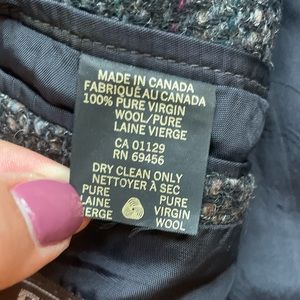 MADE IN CANADA
FABRIQUÉ AU CANADA
100% PURE VIRGIN
WOOL/PURE
LAINE VIERGE
CA 01129
RN 69456
DRY CLEAN ONLY
NETTOYER À SEC
PURE PURE
LAINE VIRGIN
VIERGE WOOL